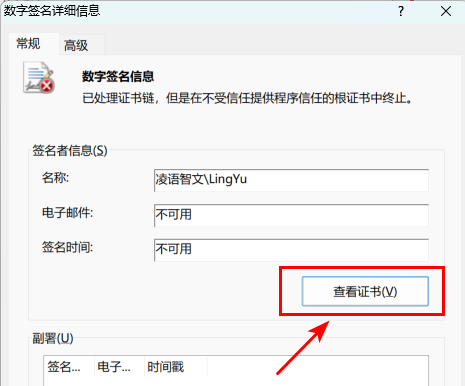 数字签名详细信息
常规 高级
数字签名信息
已处理证书链，但是在不受信任提供程序信任的根证书中终止。
签名者信息(S)
名称: 凌语智文\LingYu
电子邮件: 不可用
签名时间: 不可用
查看证书(V)
副署(U)
签名... 电子... 时间戳